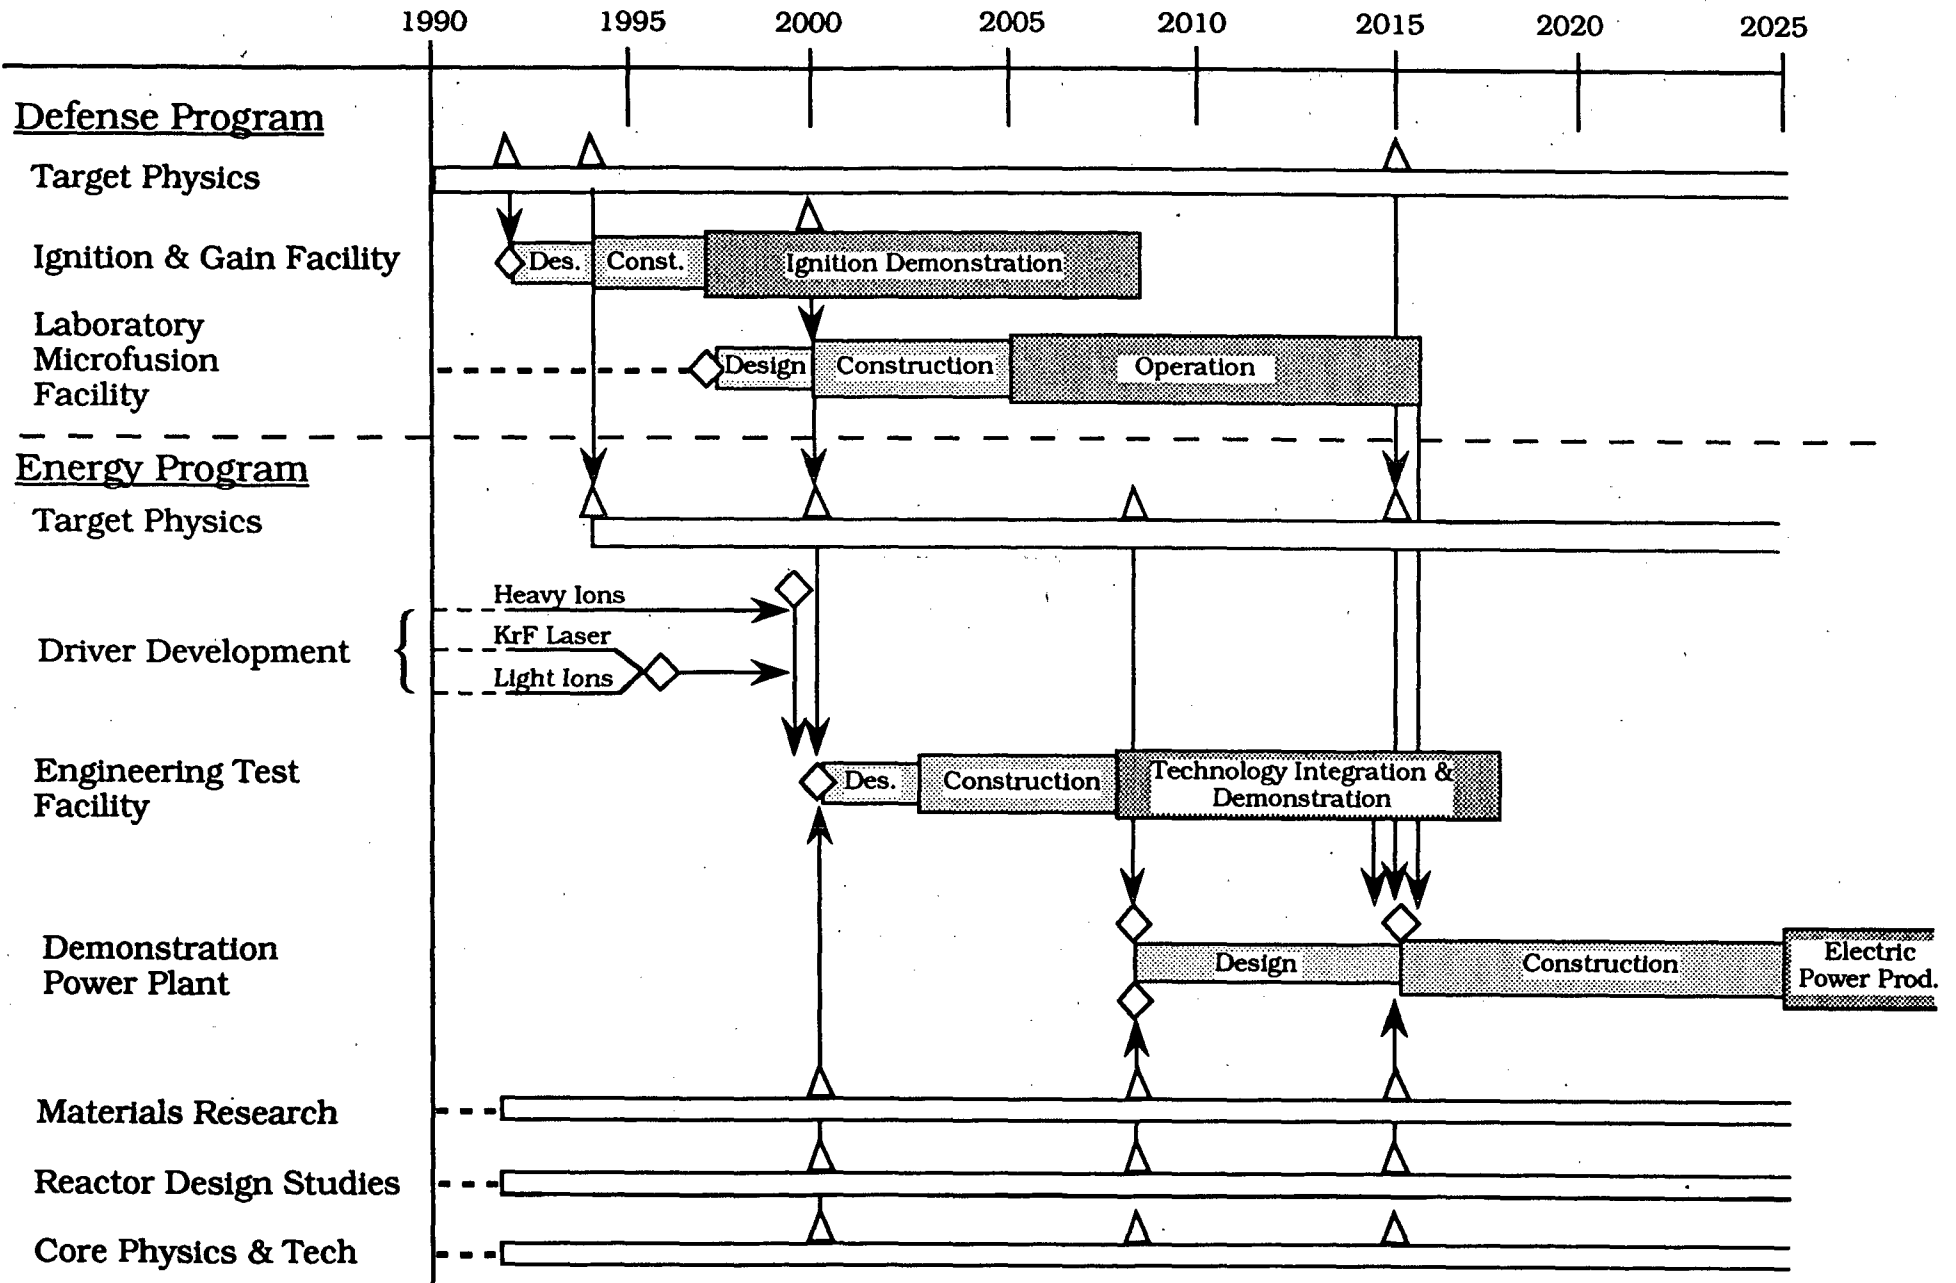 1990 1995 2000 2005 2010 2015 2020 2025
Defense Program
Target Physics
Ignition & Gain Facility
Des. Const. Ignition Demonstration
Laboratory
Microfusion
Facility
Design Construction Operation
Energy Program
Target Physics
Heavy Ions
KrF Laser
Driver Development
Light Ions
Engineering Test
Facility
Des. Construction Technology Integration &
Demonstration
Demonstration
Power Plant
Design Construction Electric
Power Prod.
Materials Research
Reactor Design Studies
Core Physics & Tech